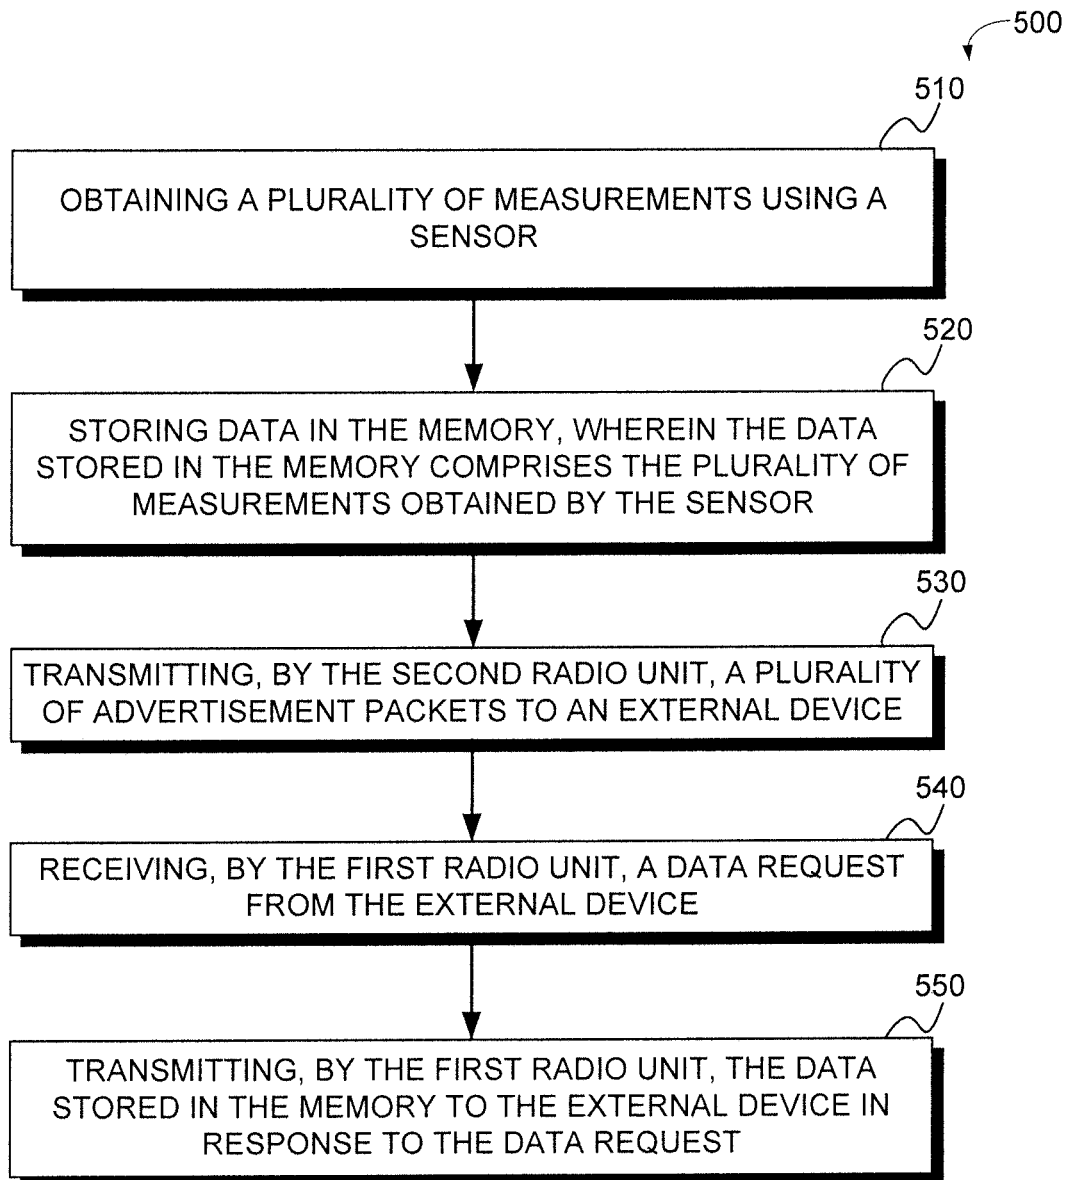 500
510
OBTAINING A PLURALITY OF MEASUREMENTS USING A
SENSOR
520
STORING DATA IN THE MEMORY, WHEREIN THE DATA
STORED IN THE MEMORY COMPRISES THE PLURALITY OF
MEASUREMENTS OBTAINED BY THE SENSOR
530
TRANSMITTING, BY THE SECOND RADIO UNIT, A PLURALITY
OF ADVERTISEMENT PACKETS TO AN EXTERNAL DEVICE
540
RECEIVING, BY THE FIRST RADIO UNIT, A DATA REQUEST
FROM THE EXTERNAL DEVICE
550
TRANSMITTING, BY THE FIRST RADIO UNIT, THE DATA
STORED IN THE MEMORY TO THE EXTERNAL DEVICE IN
RESPONSE TO THE DATA REQUEST